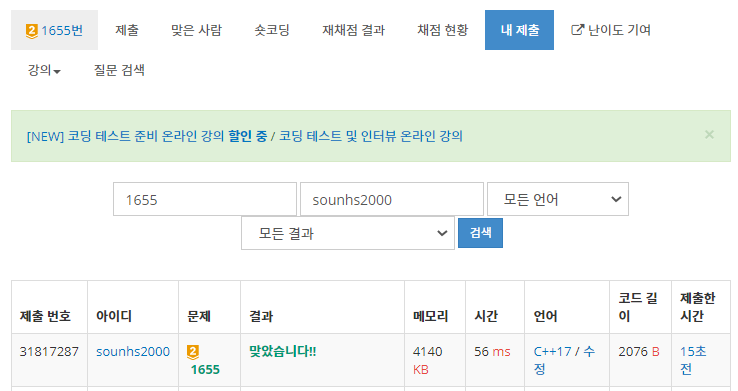 2 1655번 제출 맞은 사람 숏코딩 재채점 결과 채점 현황 내 제출 난이도 기여
강의 질문 검색
[NEW] 코딩 테스트 준비 온라인 강의 할인 중 / 코딩 테스트 및 인터뷰 온라인 강의 ×
1655 sounhs2000 모든 언어
모든 결과 검색
제출 번호 아이디 문제 결과 메모리 시간 언어 코드 길이 제출한 시간
31817287 sounhs2000 2 1655 맞았습니다!! 4140 KB 56 ms C++17 / 수정 2076 B 15초 전